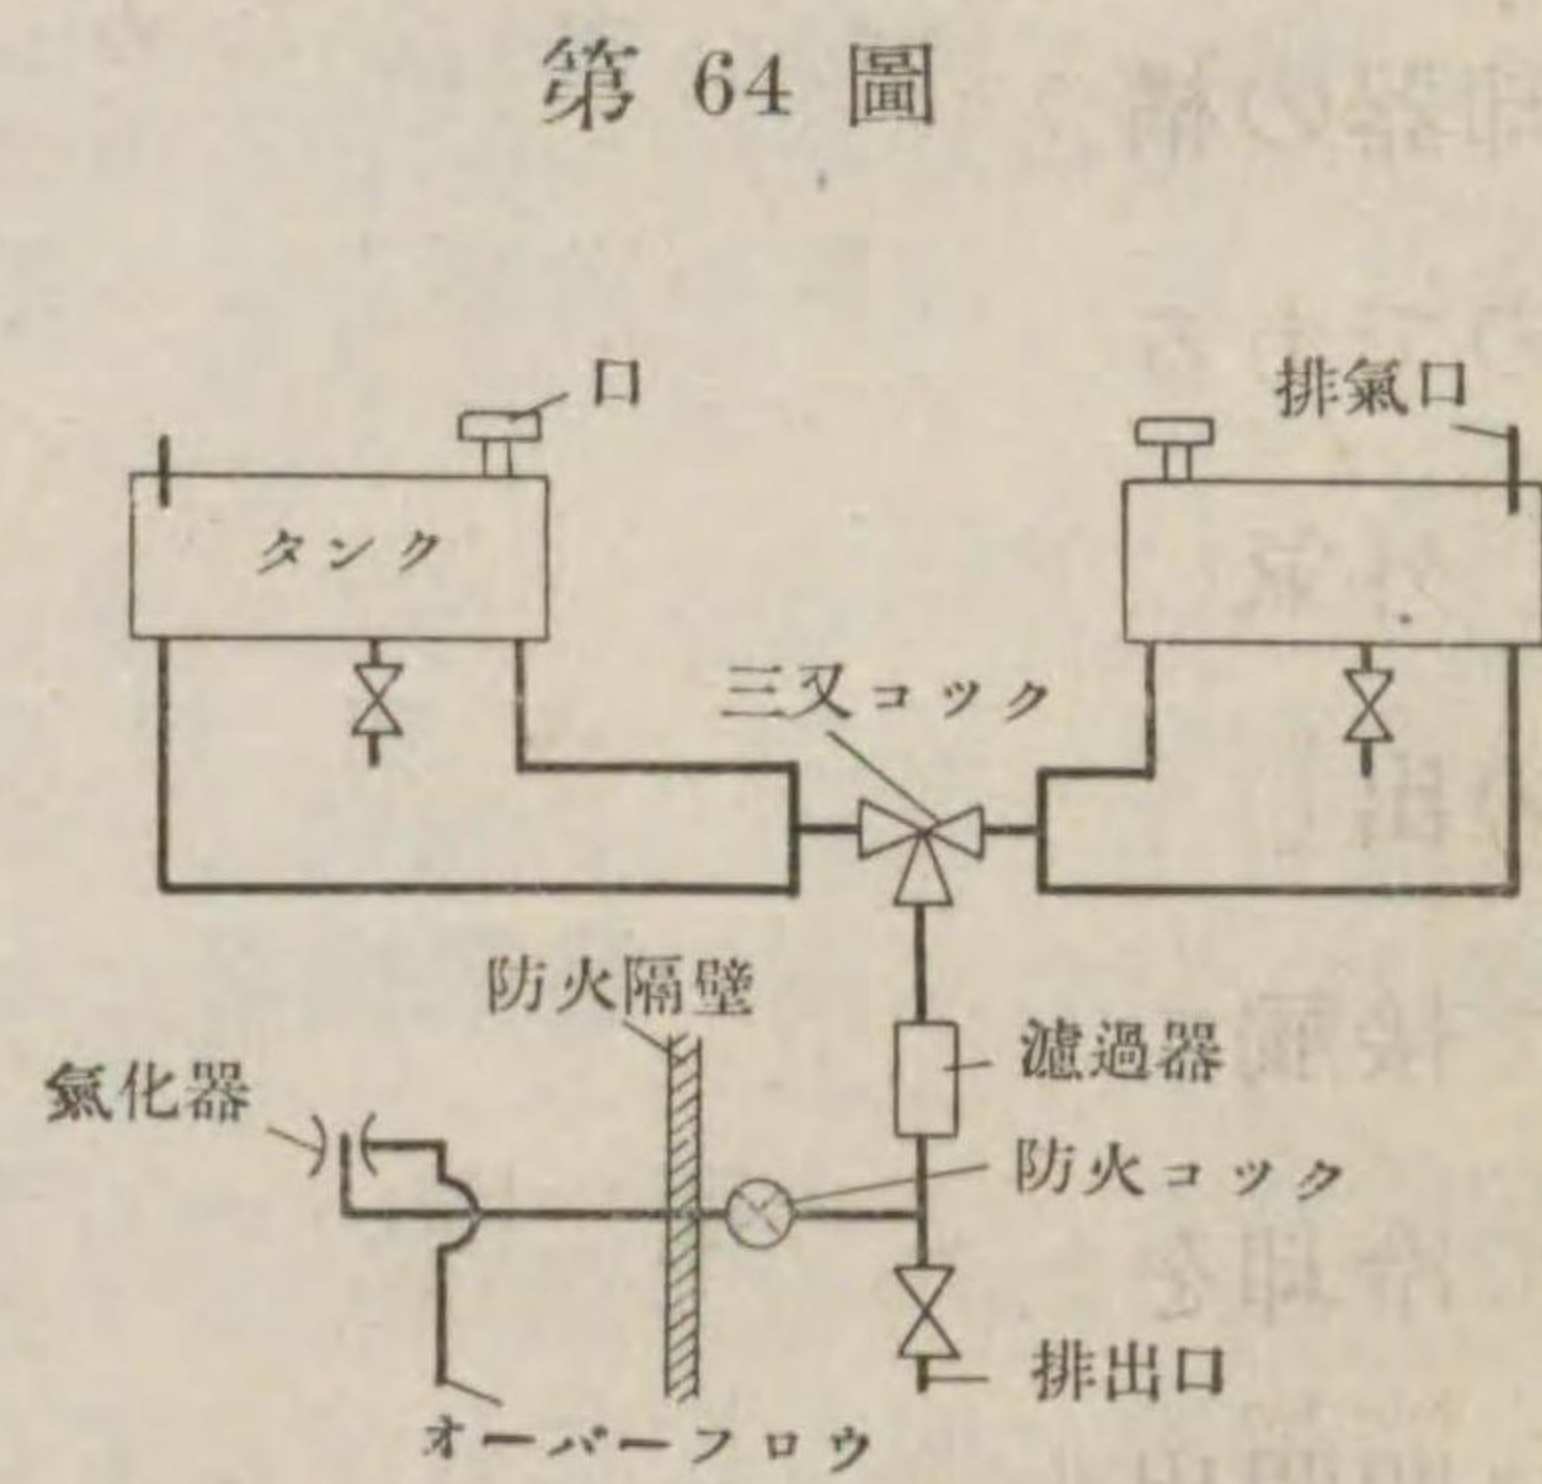 第 64 圖
口
排氣口
タンク
三又コック
防火隔壁
濾過器
氣化器
防火コック
排出口
オーバーフロウ